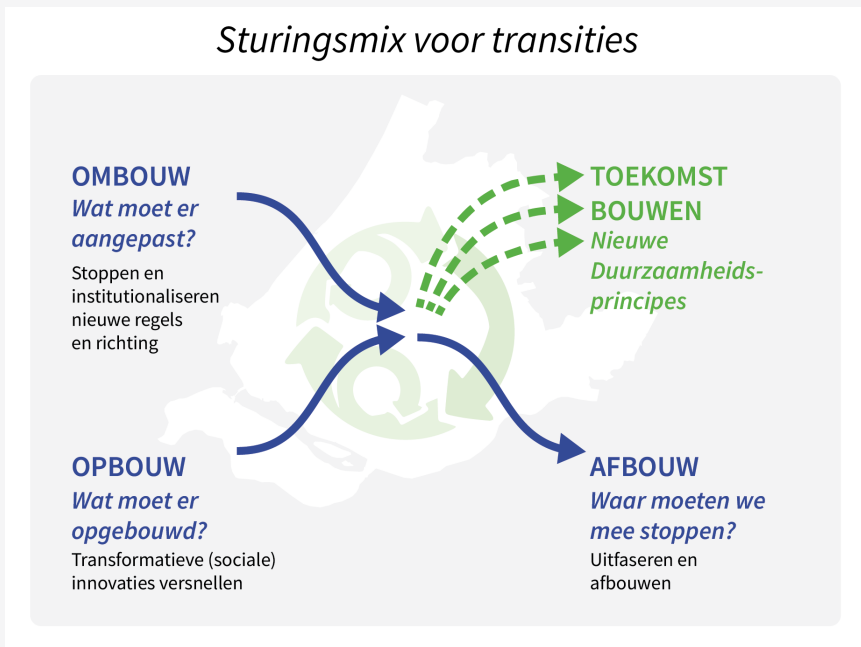 Sturingsmix voor transities
OMBOUW
Wat moet er
aangepast?
Stoppen en
institutionaliseren
nieuwe regels
en richting
TOEKOMST
BOUWEN
Nieuwe
Duurzaamheids-
principes
OPBOUW
Wat moet er
opgebouwd?
Transformatieve (sociale)
innovaties versnellen
AFBOUW
Waar moeten we
mee stoppen?
Uitfaseren en
afbouwen